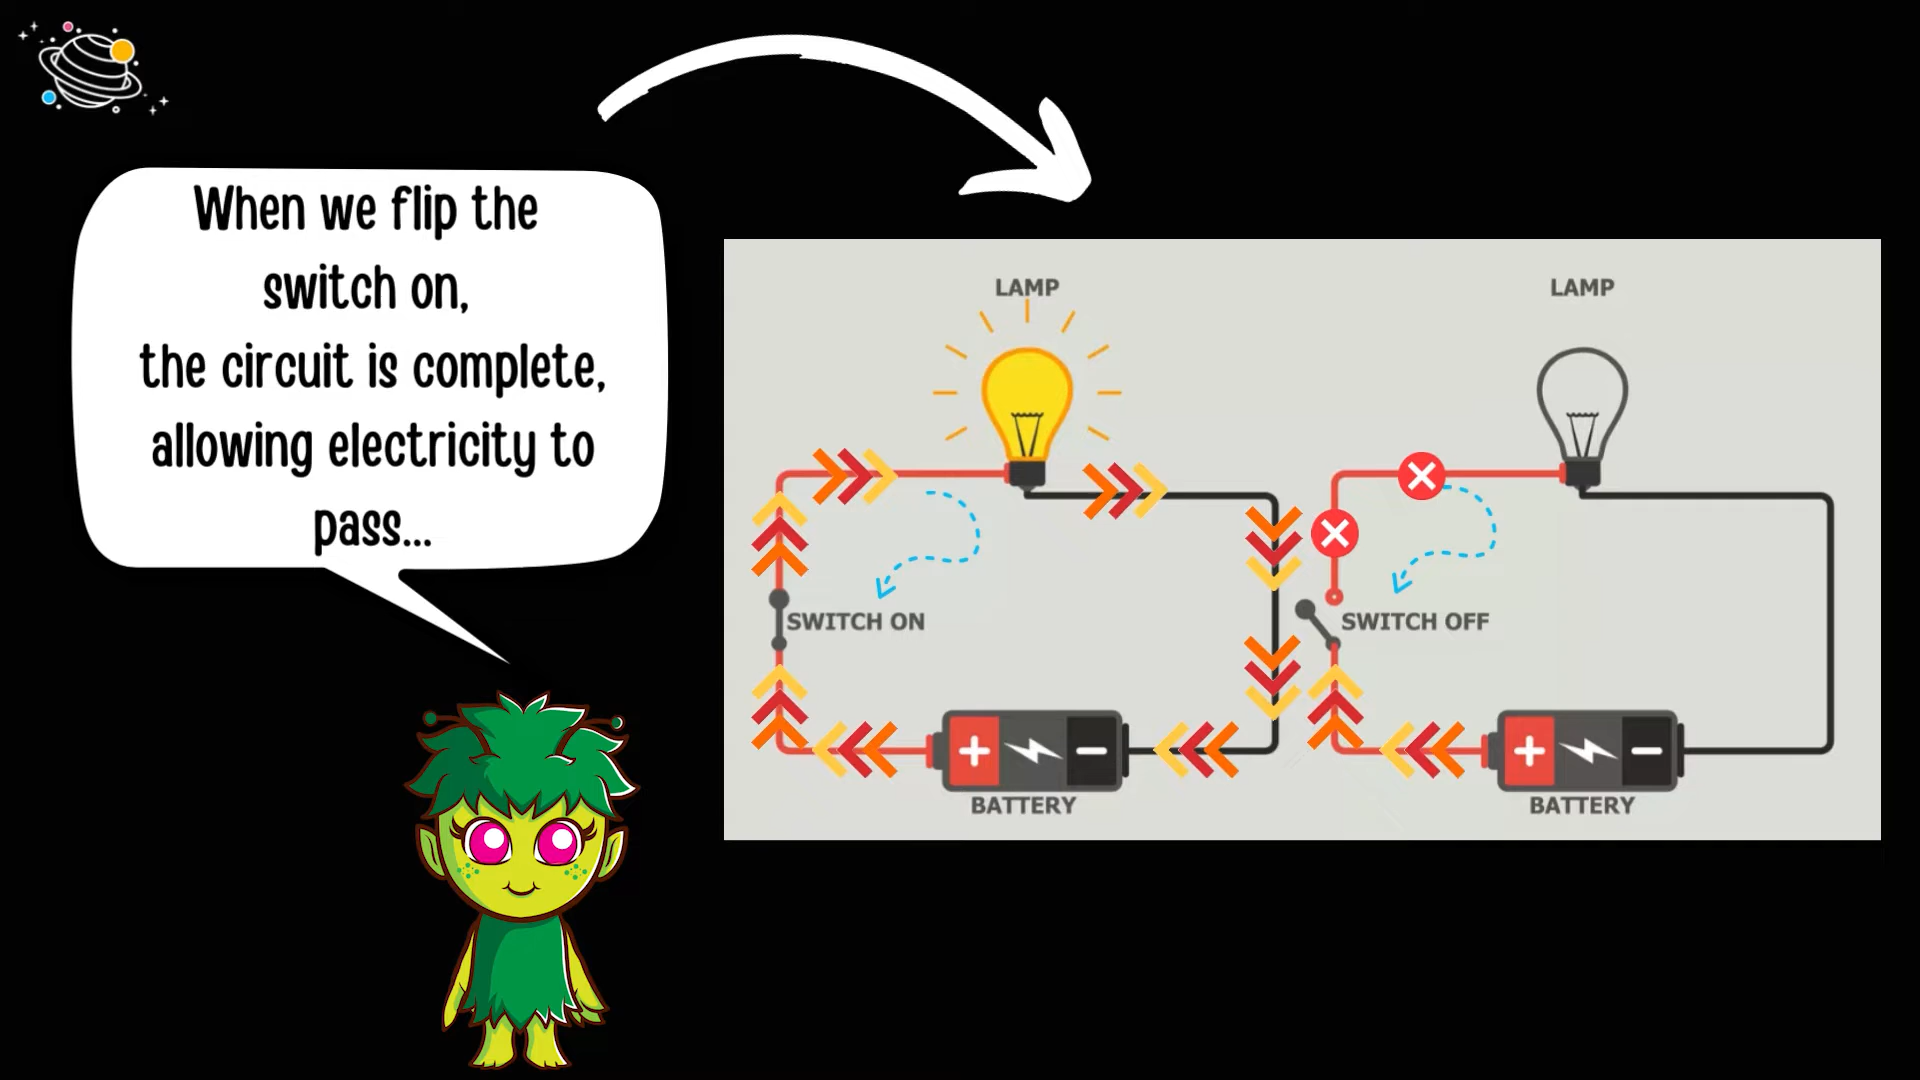 When we flip the
switch on,
the circuit is complete,
allowing electricity to
pass...
LAMP
LAMP
SWITCH ON
SWITCH OFF
+
-
+
-
BATTERY
BATTERY